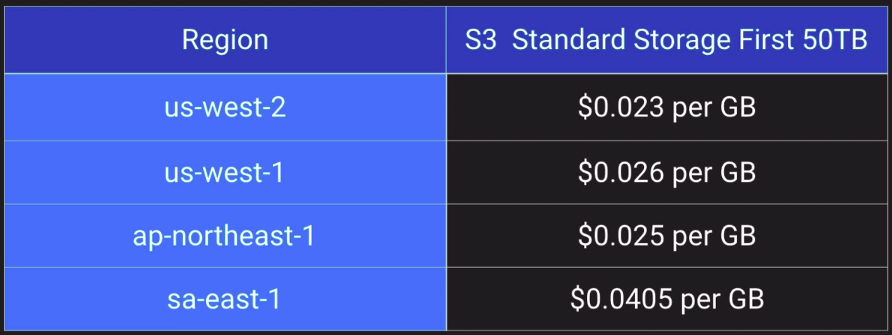 Region S3 Standard Storage First 50TB
us-west-2 $0.023 per GB
us-west-1 $0.026 per GB
ap-northeast-1 $0.025 per GB
sa-east-1 $0.0405 per GB